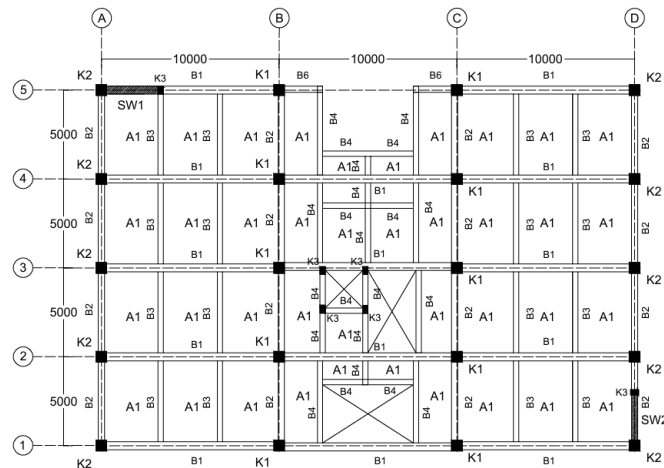 A B C D
10000 10000 10000
K2 K3 B1 K1 B6 B6 K1 B1 K2
5
SW1
5000 B2 A1 B3 A1 B3 A1 B2 A1 B4 A1 B2 A1 B3 A1 B3 A1 B2
B4 B4
K2 B1 K1 A1 B4 A1 B1 K2
4
B4 B1 K1
5000 B2 A1 B3 A1 B3 A1 B2 A1 B4 B4 B4 A1 B4 B4 A1 B2 A1 B3 A1 B3 A1 B2
K2 B1 K1 B1 B1 K2
3
K3 K3 K1
5000 B2 A1 B3 A1 B3 A1 B2 A1 B4 B4 B4 K3 K3 A1 B4 A1 B2 A1 B3 A1 B3 A1 B2
K2 B1 K1 B4 B1 B1 K2
2
A1 B4 A1 K1
B4 B4
5000 B2 A1 B3 A1 B3 A1 B2 A1 B4 B4 A1 B2 A1 B3 A1 B3 A1 K3 B2
SW2
1
K2 B1 K1 B1 K1 B1 K2